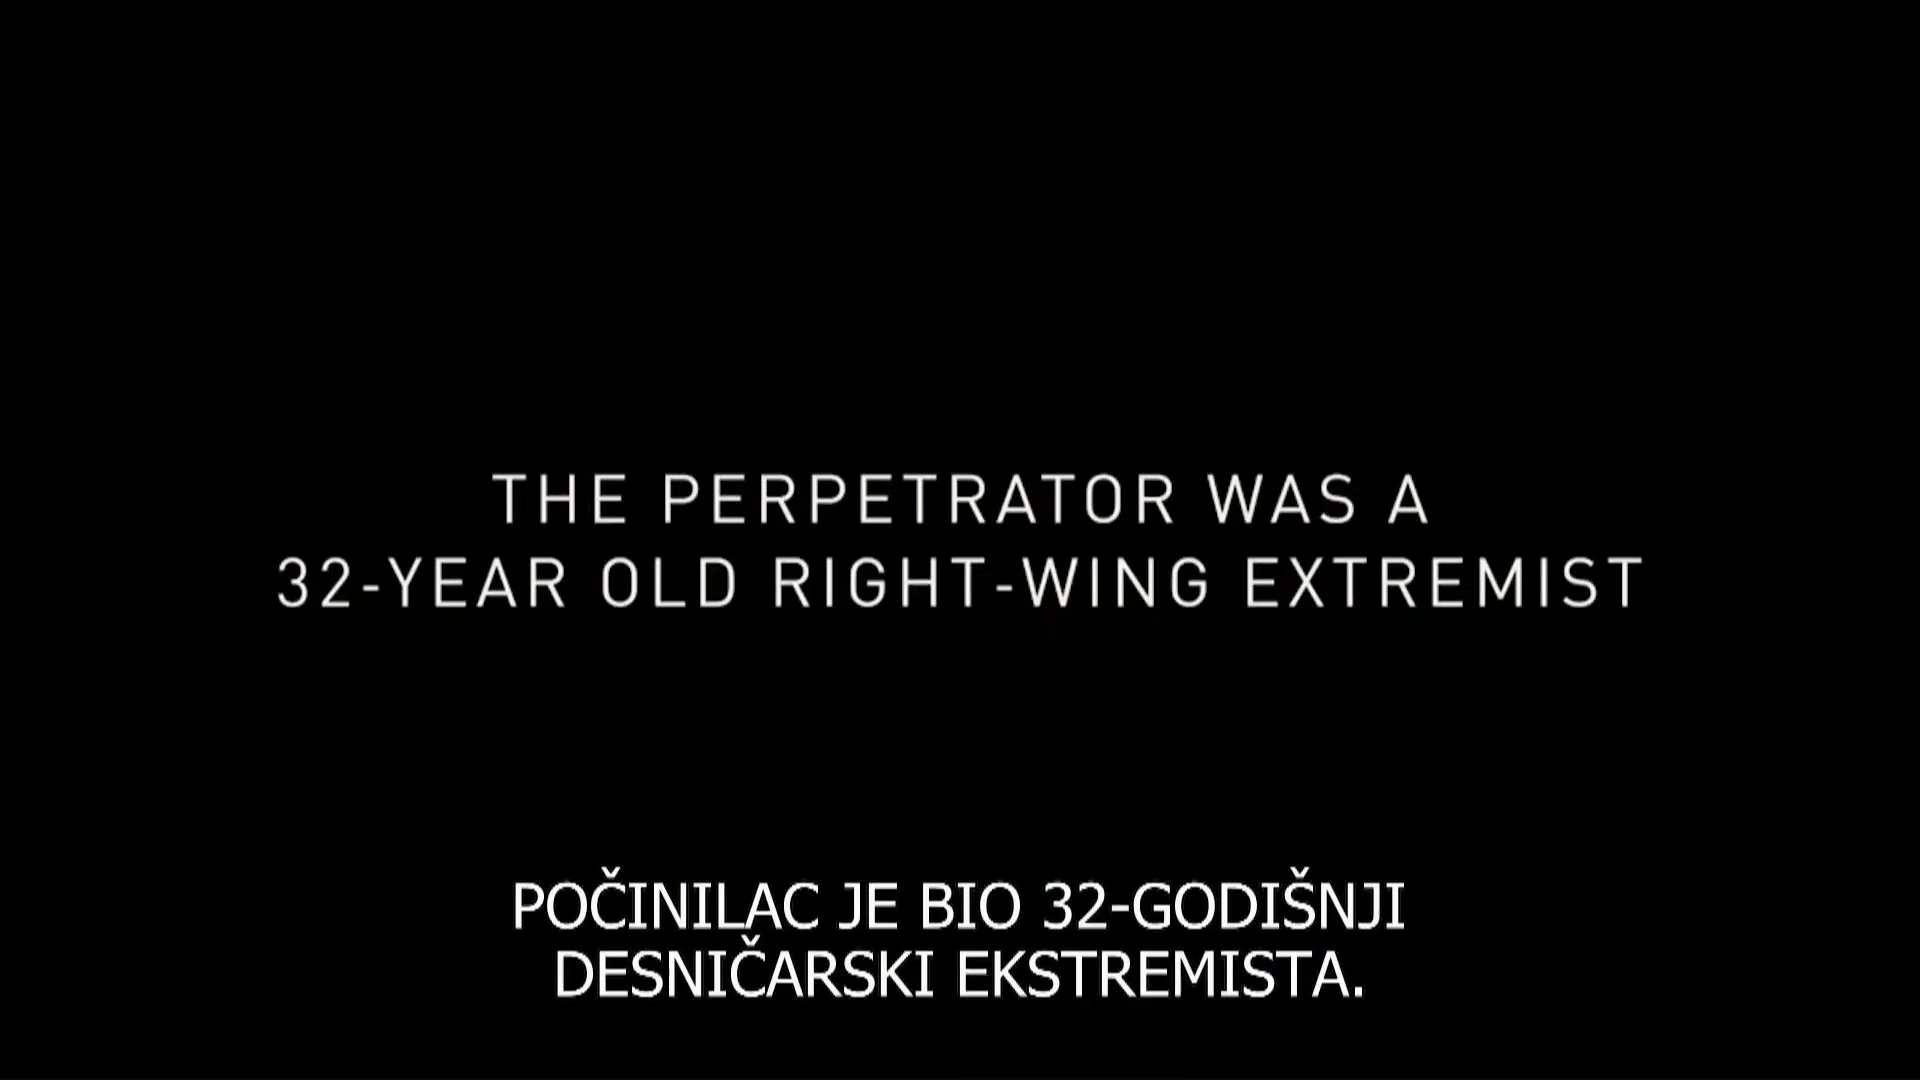 THE PERPETRATOR WAS A
32-YEAR OLD RIGHT-WING EXTREMIST
POČINILAC JE BIO 32-GODIŠNJI
DESNIČARSKI EKSTREMISTA.